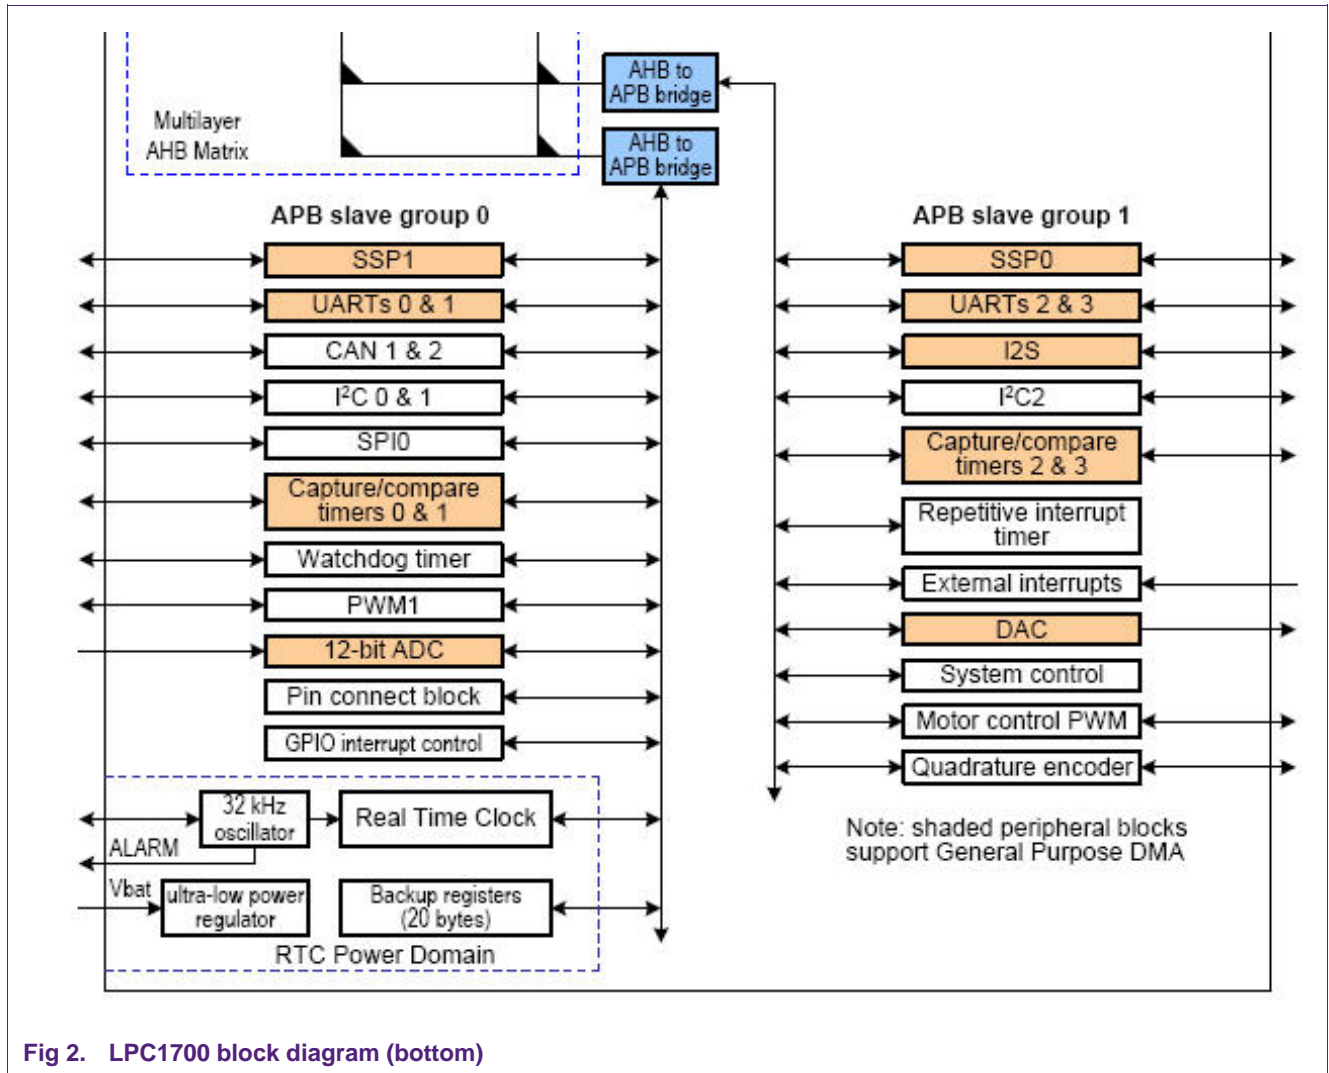 AHB to
APB bridge
Multilayer
AHB Matrix
AHB to
APB bridge
APB slave group 0
SSP1
UARTs 0 & 1
CAN 1 & 2
I²C 0 & 1
SPI0
Capture/compare
timers 0 & 1
Watchdog timer
PWM1
12-bit ADC
Pin connect block
GPIO interrupt control
32 kHz
oscillator
Real Time Clock
ALARM
Vbat
ultra-low power
regulator
Backup registers
(20 bytes)
RTC Power Domain
APB slave group 1
SSP0
UARTs 2 & 3
I2S
I²C2
Capture/compare
timers 2 & 3
Repetitive interrupt
timer
External interrupts
DAC
System control
Motor control PWM
Quadrature encoder
Note: shaded peripheral blocks
support General Purpose DMA
Fig 2. LPC1700 block diagram (bottom)